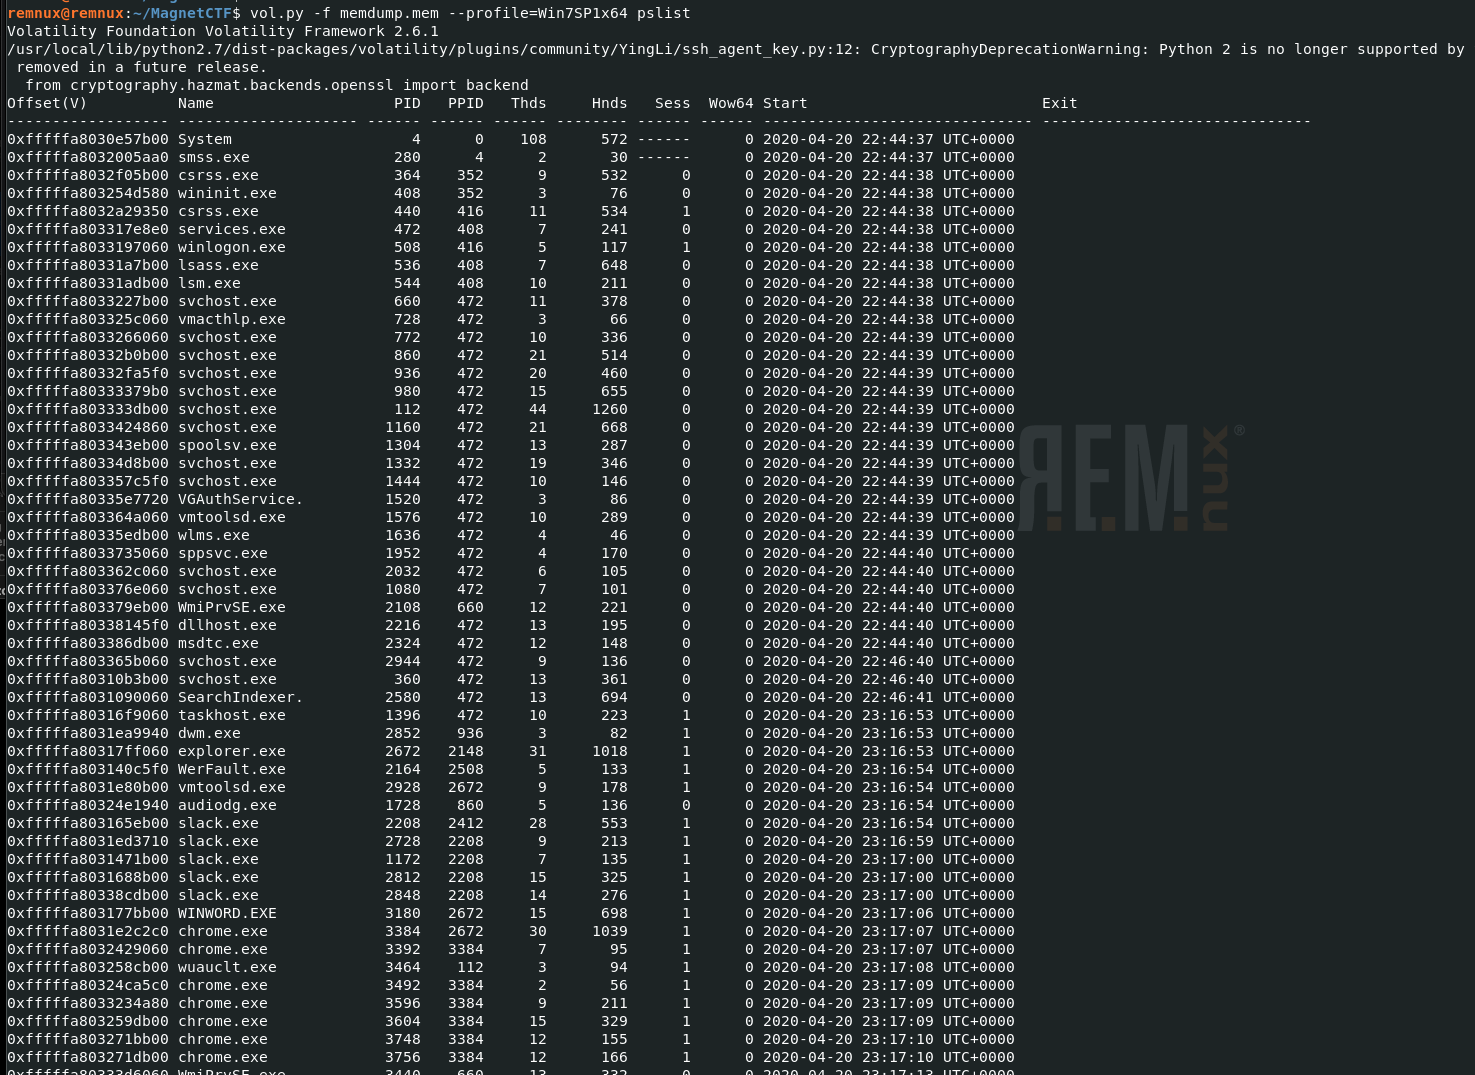 remnux@remnux:~/MagnetCTF$ vol.py -f memdump.mem --profile=Win7SP1x64 pslist
Volatility Foundation Volatility Framework 2.6.1
/usr/local/lib/python2.7/dist-packages/volatility/plugins/community/YingLi/ssh_agent_key.py:12: CryptographyDeprecationWarning: Python 2 is no longer supported by
 removed in a future release.
  from cryptography.hazmat.backends.openssl import backend
Offset(V)          Name                    PID   PPID   Thds     Hnds   Sess  Wow64 Start                          Exit
------------------ -------------------- ------ ------ ------ -------- ------ ------ ------------------------------ ------------------------------
0xfffffa8030e57b00 System                    4      0    108      572 ------      0 2020-04-20 22:44:37 UTC+0000
0xfffffa8032005aa0 smss.exe                280      4      2       30 ------      0 2020-04-20 22:44:37 UTC+0000
0xfffffa8032f05b00 csrss.exe               364    352      9      532      0      0 2020-04-20 22:44:38 UTC+0000
0xfffffa803254d580 wininit.exe             408    352      3       76      0      0 2020-04-20 22:44:38 UTC+0000
0xfffffa8032a29350 csrss.exe               440    416     11      534      1      0 2020-04-20 22:44:38 UTC+0000
0xfffffa803317e8e0 services.exe            472    408      7      241      0      0 2020-04-20 22:44:38 UTC+0000
0xfffffa8033197060 winlogon.exe            508    416      5      117      1      0 2020-04-20 22:44:38 UTC+0000
0xfffffa80331a7b00 lsass.exe               536    408      7      648      0      0 2020-04-20 22:44:38 UTC+0000
0xfffffa80331adb00 lsm.exe                 544    408     10      211      0      0 2020-04-20 22:44:38 UTC+0000
0xfffffa8033227b00 svchost.exe             660    472     11      378      0      0 2020-04-20 22:44:38 UTC+0000
0xfffffa803325c060 vmacthlp.exe            728    472      3       66      0      0 2020-04-20 22:44:38 UTC+0000
0xfffffa8033266060 svchost.exe             772    472     10      336      0      0 2020-04-20 22:44:39 UTC+0000
0xfffffa80332b0b00 svchost.exe             860    472     21      514      0      0 2020-04-20 22:44:39 UTC+0000
0xfffffa80332fa5f0 svchost.exe             936    472     20      460      0      0 2020-04-20 22:44:39 UTC+0000
0xfffffa80333379b0 svchost.exe             980    472     15      655      0      0 2020-04-20 22:44:39 UTC+0000
0xfffffa803333db00 svchost.exe             112    472     44     1260      0      0 2020-04-20 22:44:39 UTC+0000
0xfffffa8033424860 svchost.exe            1160    472     21      668      0      0 2020-04-20 22:44:39 UTC+0000
0xfffffa803343eb00 spoolsv.exe            1304    472     13      287      0      0 2020-04-20 22:44:39 UTC+0000
0xfffffa80334d8b00 svchost.exe            1332    472     19      346      0      0 2020-04-20 22:44:39 UTC+0000
0xfffffa803357c5f0 svchost.exe            1444    472     10      146      0      0 2020-04-20 22:44:39 UTC+0000
0xfffffa80335e7720 VGAuthService.         1520    472      3       86      0      0 2020-04-20 22:44:39 UTC+0000
0xfffffa803364a060 vmtoolsd.exe           1576    472     10      289      0      0 2020-04-20 22:44:39 UTC+0000
0xfffffa80335edb00 wlms.exe               1636    472      4       46      0      0 2020-04-20 22:44:39 UTC+0000
0xfffffa8033735060 sppsvc.exe             1952    472      4      170      0      0 2020-04-20 22:44:40 UTC+0000
0xfffffa803362c060 svchost.exe            2032    472      6      105      0      0 2020-04-20 22:44:40 UTC+0000
0xfffffa803376e060 svchost.exe            1080    472      7      101      0      0 2020-04-20 22:44:40 UTC+0000
0xfffffa803379eb00 WmiPrvSE.exe           2108    660     12      221      0      0 2020-04-20 22:44:40 UTC+0000
0xfffffa80338145f0 dllhost.exe            2216    472     13      195      0      0 2020-04-20 22:44:40 UTC+0000
0xfffffa803386db00 msdtc.exe              2324    472     12      148      0      0 2020-04-20 22:44:40 UTC+0000
0xfffffa803365b060 svchost.exe            2944    472      9      136      0      0 2020-04-20 22:46:40 UTC+0000
0xfffffa80310b3b00 svchost.exe             360    472     13      361      0      0 2020-04-20 22:46:40 UTC+0000
0xfffffa8031090060 SearchIndexer.         2580    472     13      694      0      0 2020-04-20 22:46:41 UTC+0000
0xfffffa80316f9060 taskhost.exe           1396    472     10      223      1      0 2020-04-20 23:16:53 UTC+0000
0xfffffa8031ea9940 dwm.exe                2852    936      3       82      1      0 2020-04-20 23:16:53 UTC+0000
0xfffffa80317ff060 explorer.exe           2672   2148     31     1018      1      0 2020-04-20 23:16:53 UTC+0000
0xfffffa803140c5f0 WerFault.exe           2164   2508      5      133      1      0 2020-04-20 23:16:54 UTC+0000
0xfffffa8031e80b00 vmtoolsd.exe           2928   2672      9      178      1      0 2020-04-20 23:16:54 UTC+0000
0xfffffa80324e1940 audiodg.exe            1728    860      5      136      0      0 2020-04-20 23:16:54 UTC+0000
0xfffffa803165eb00 slack.exe              2208   2412     28      553      1      0 2020-04-20 23:16:54 UTC+0000
0xfffffa8031ed3710 slack.exe              2728   2208      9      213      1      0 2020-04-20 23:16:59 UTC+0000
0xfffffa8031471b00 slack.exe              1172   2208      7      135      1      0 2020-04-20 23:17:00 UTC+0000
0xfffffa8031688b00 slack.exe              2812   2208     15      325      1      0 2020-04-20 23:17:00 UTC+0000
0xfffffa80338cdb00 slack.exe              2848   2208     14      276      1      0 2020-04-20 23:17:00 UTC+0000
0xfffffa803177bb00 WINWORD.EXE            3180   2672     15      698      1      0 2020-04-20 23:17:06 UTC+0000
0xfffffa8031e2c2c0 chrome.exe             3384   2672     30     1039      1      0 2020-04-20 23:17:07 UTC+0000
0xfffffa8032429060 chrome.exe             3392   3384      7       95      1      0 2020-04-20 23:17:07 UTC+0000
0xfffffa803258cb00 wuauclt.exe            3464    112      3       94      1      0 2020-04-20 23:17:08 UTC+0000
0xfffffa80324ca5c0 chrome.exe             3492   3384      2       56      1      0 2020-04-20 23:17:09 UTC+0000
0xfffffa8033234a80 chrome.exe             3596   3384      9      211      1      0 2020-04-20 23:17:09 UTC+0000
0xfffffa803259db00 chrome.exe             3604   3384     15      329      1      0 2020-04-20 23:17:09 UTC+0000
0xfffffa803271bb00 chrome.exe             3748   3384     12      155      1      0 2020-04-20 23:17:10 UTC+0000
0xfffffa803271db00 chrome.exe             3756   3384     12      166      1      0 2020-04-20 23:17:10 UTC+0000
0xfffffa80333d6060 WmiPrvSE.exe           3440    660     13      332      0      0 2020-04-20 23:17:13 UTC+0000
REM nux ®